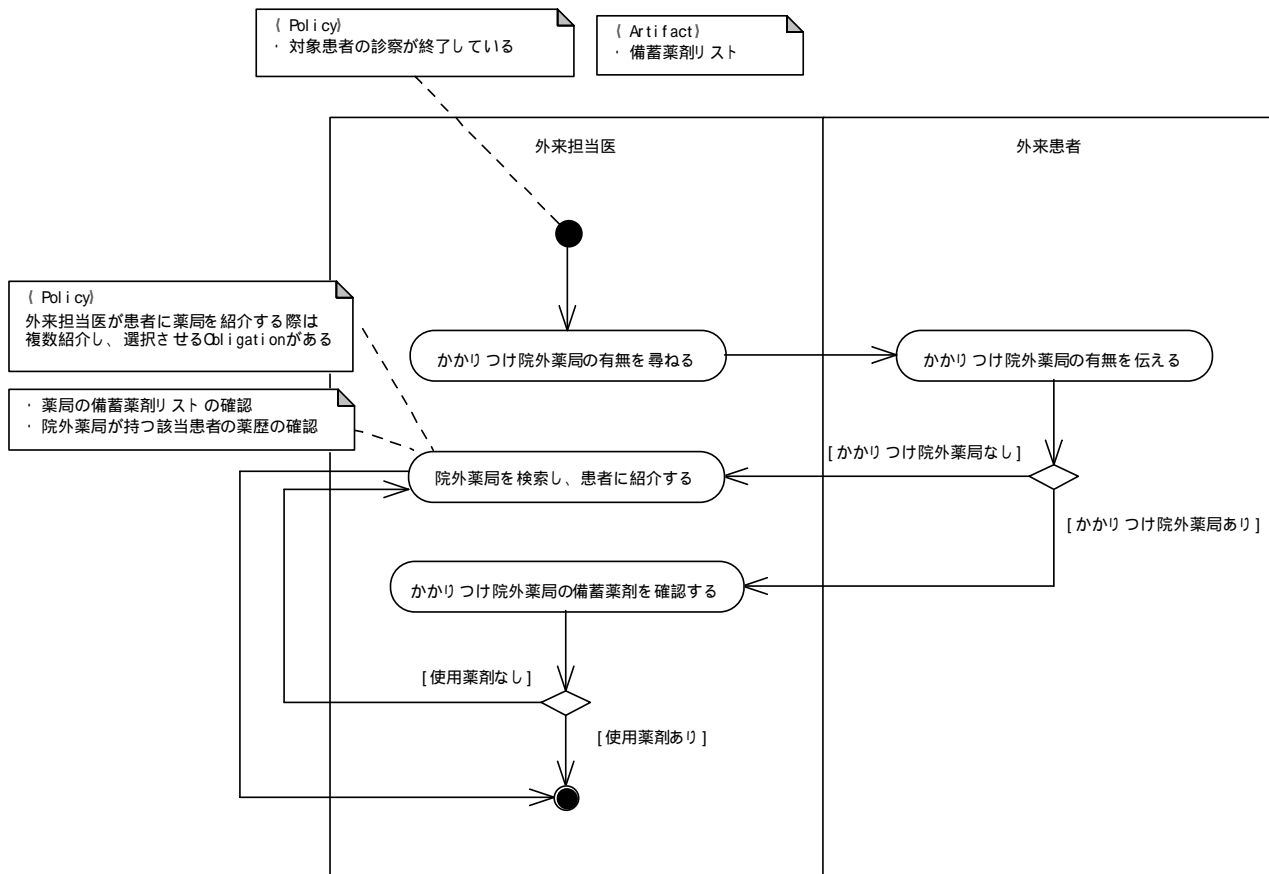 ( Policy)
・ 対象患者の診察が終了している
( Artifact)
・ 備蓄薬剤リスト
外来担当医
外来患者
( Policy)
外来担当医が患者に薬局を紹介する際は
複数紹介し、選択させるObligationがある
・ 薬局の備蓄薬剤リストの確認
・ 院外薬局が持つ該当患者の薬歴の確認
かかりつけ院外薬局の有無を尋ねる
かかりつけ院外薬局の有無を伝える
[かかりつけ院外薬局なし]
院外薬局を検索し、患者に紹介する
[かかりつけ院外薬局あり]
かかりつけ院外薬局の備蓄薬剤を確認する
[使用薬剤なし]
[使用薬剤あり]